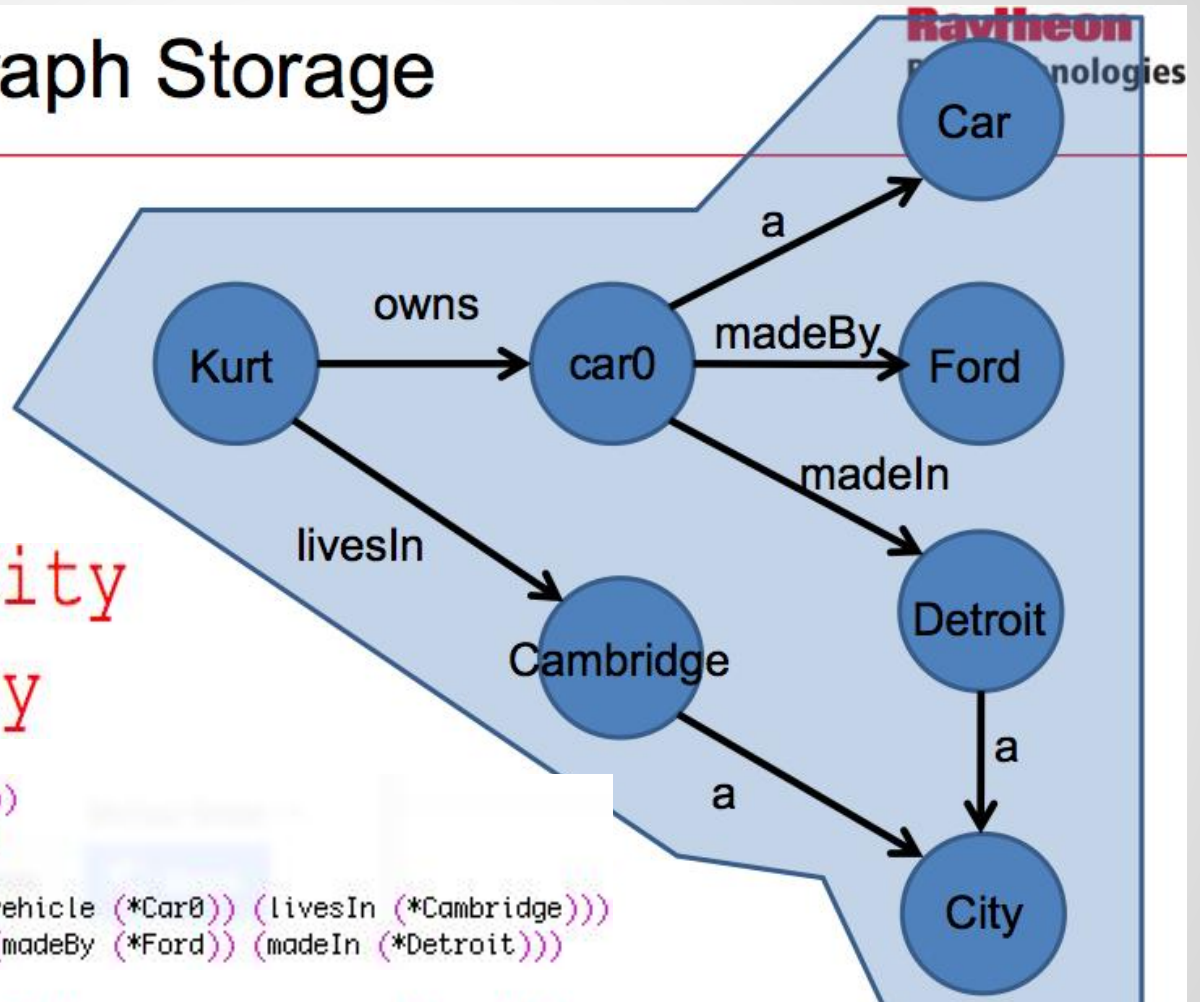 aph Storage
Raytheon
nologies
Car
a
owns
madeBy
Kurt
car0
Ford
madeIn
livesIn
ity
Detroit
Cambridge
y
a
a
)
ehicle (*Car0)) (livesIn (*Cambridge)))
City
madeBy (*Ford)) (madeIn (*Detroit)))